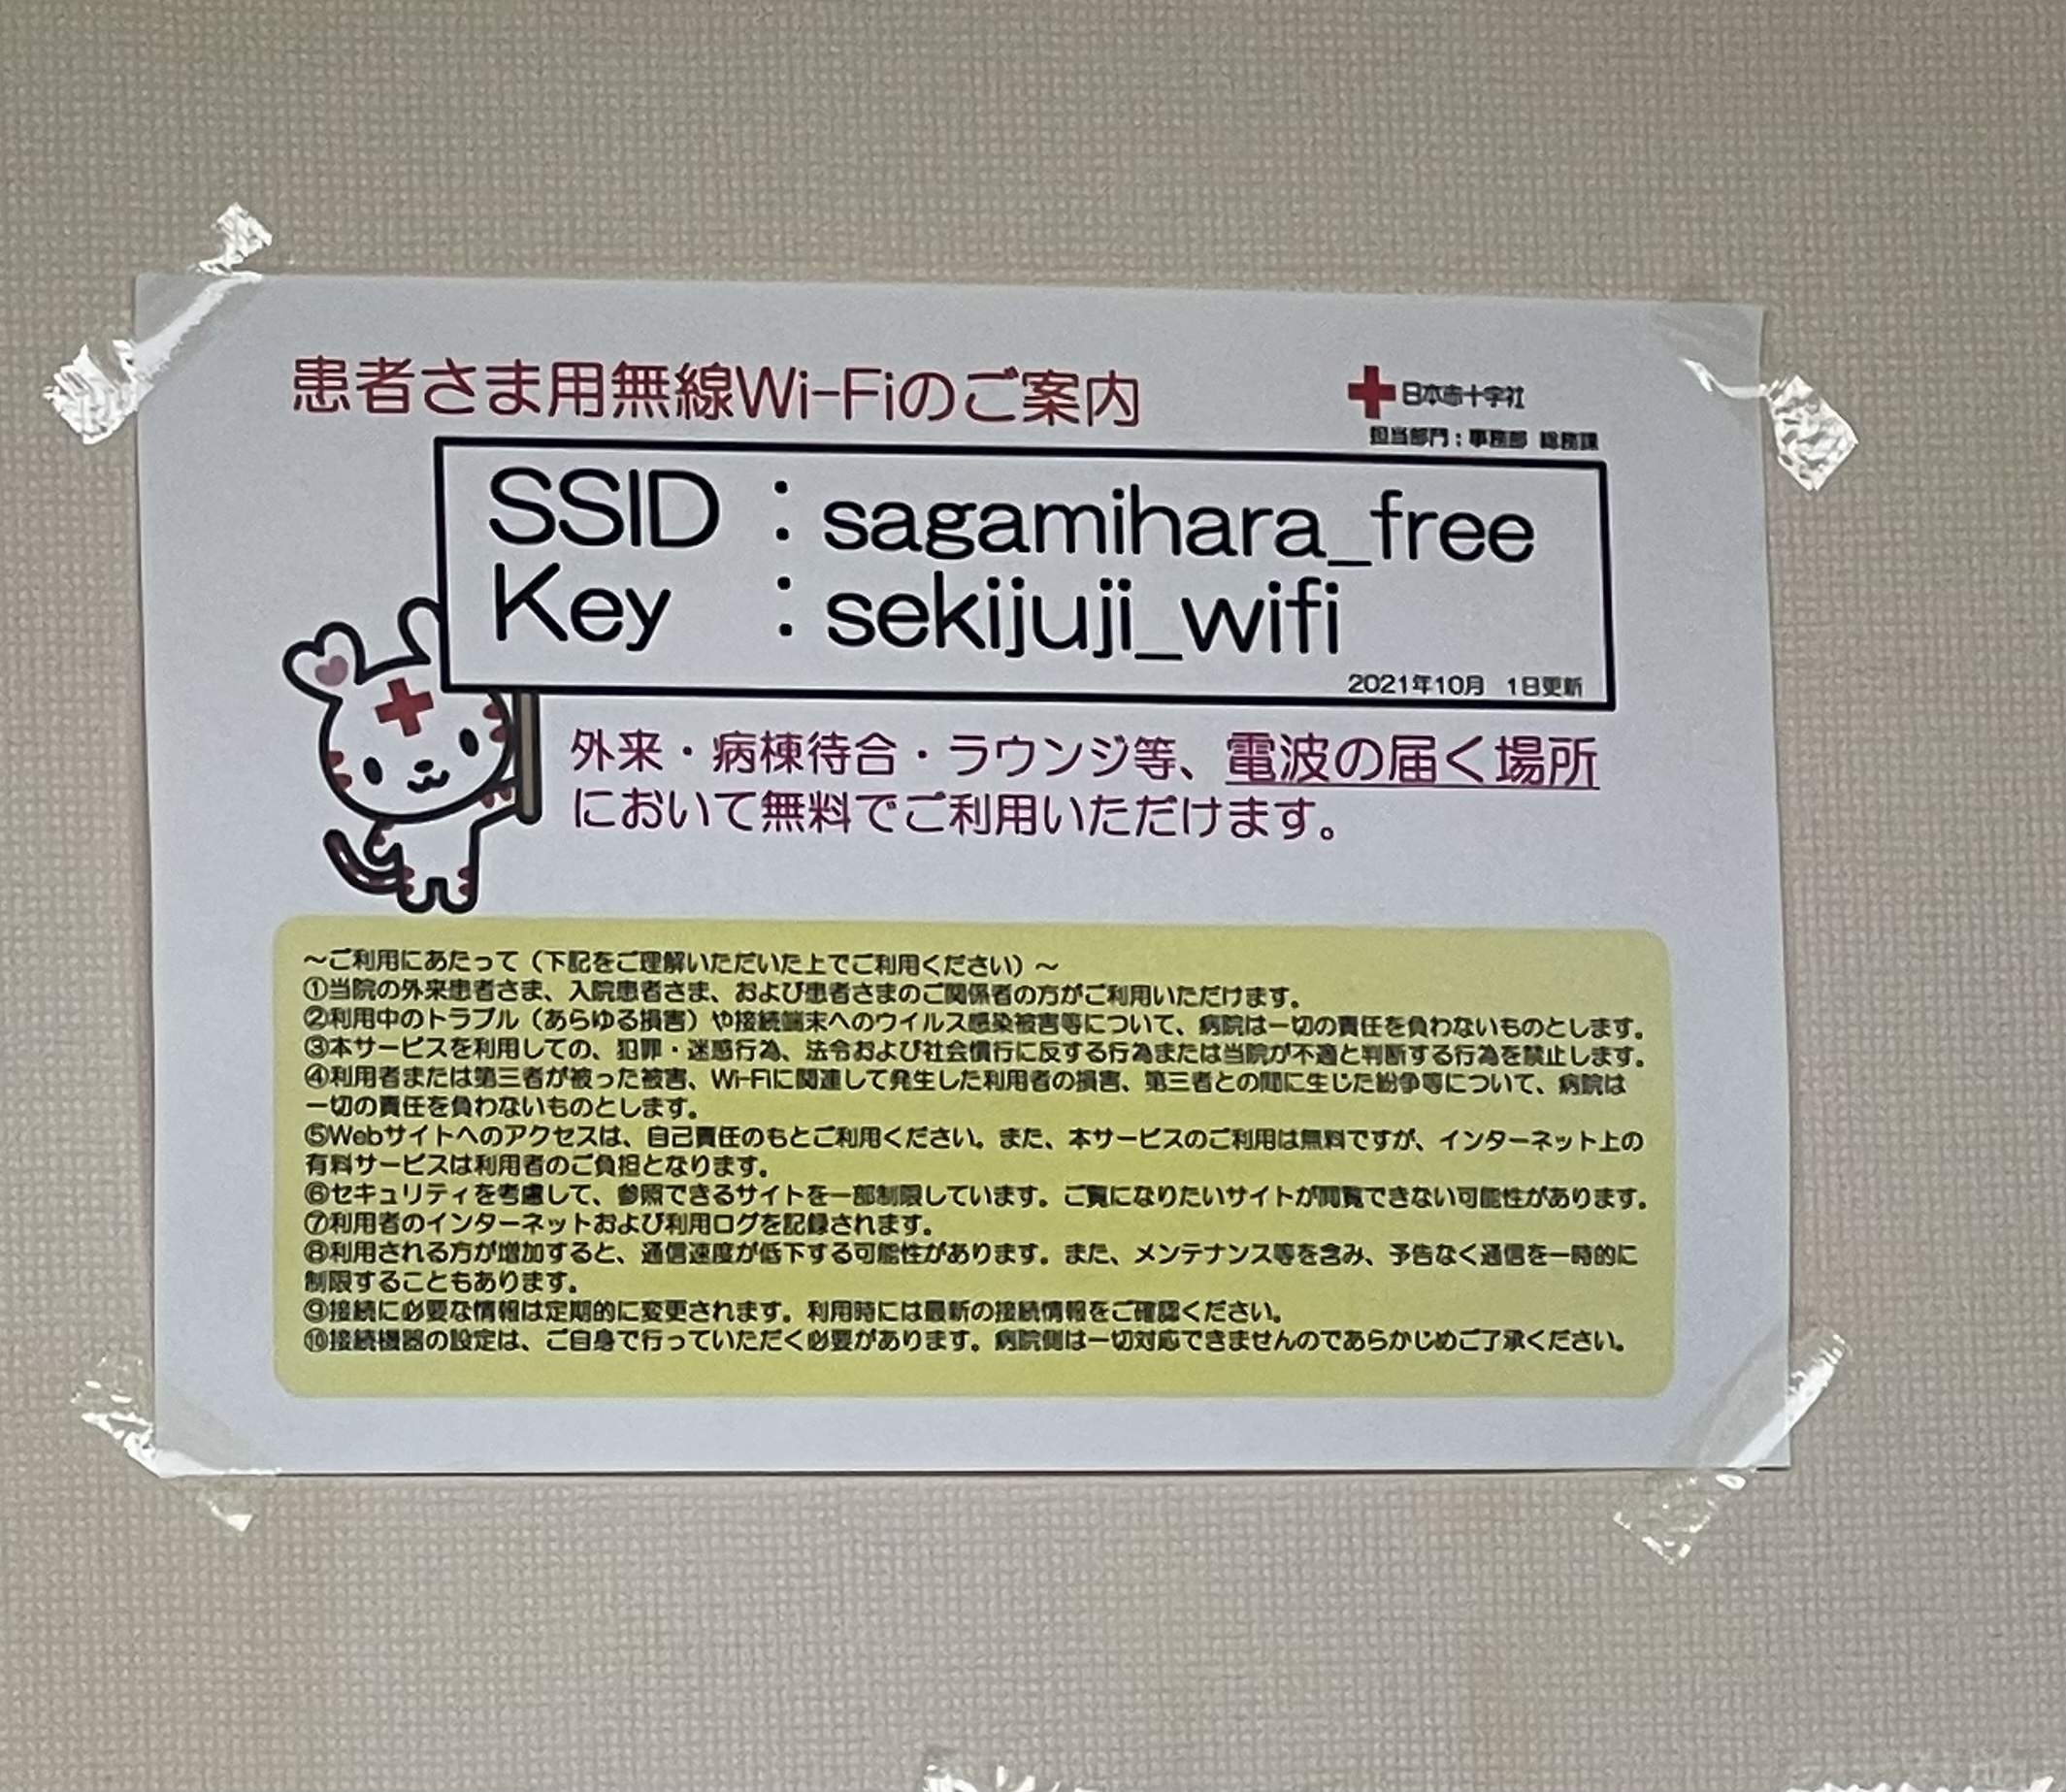 患者さま用無線Wi-Fiのご案内
日本赤十字社
担当部門：事務部 総務課
SSID ：sagamihara_free
Key ：sekijuji_wifi
2021年10月 1日更新
外来・病棟待合・ラウンジ等、電波の届く場所
において無料でご利用いただけます。
～ご利用にあたって（下記をご理解いただいた上でご利用ください）～
①当院の外来患者さま、入院患者さま、および患者さまのご関係者の方がご利用いただけます。
②利用中のトラブル（あらゆる損害）や接続端末へのウイルス感染被害等について、病院は一切の責任を負わないものとします。
③本サービスを利用しての、犯罪・迷惑行為、法令および社会慣行に反する行為または当院が不適と判断する行為を禁止します。
④利用者または第三者が被った被害、Wi-Fiに関連して発生した利用者の損害、第三者との間に生じた紛争等について、病院は
一切の責任を負わないものとします。
⑤Webサイトへのアクセスは、自己責任のもとご利用ください。また、本サービスのご利用は無料ですが、インターネット上の
有料サービスは利用者のご負担となります。
⑥セキュリティを考慮して、参照できるサイトを一部制限しています。ご覧になりたいサイトが閲覧できない可能性があります。
⑦利用者のインターネットおよび利用ログを記録されます。
⑧利用される方が増加すると、通信速度が低下する可能性があります。また、メンテナンス等を含み、予告なく通信を一時的に
制限することもあります。
⑨接続に必要な情報は定期的に変更されます。利用時には最新の接続情報をご確認ください。
⑩接続機器の設定は、ご自身で行っていただく必要があります。病院側は一切対応できませんのであらかじめご了承ください。